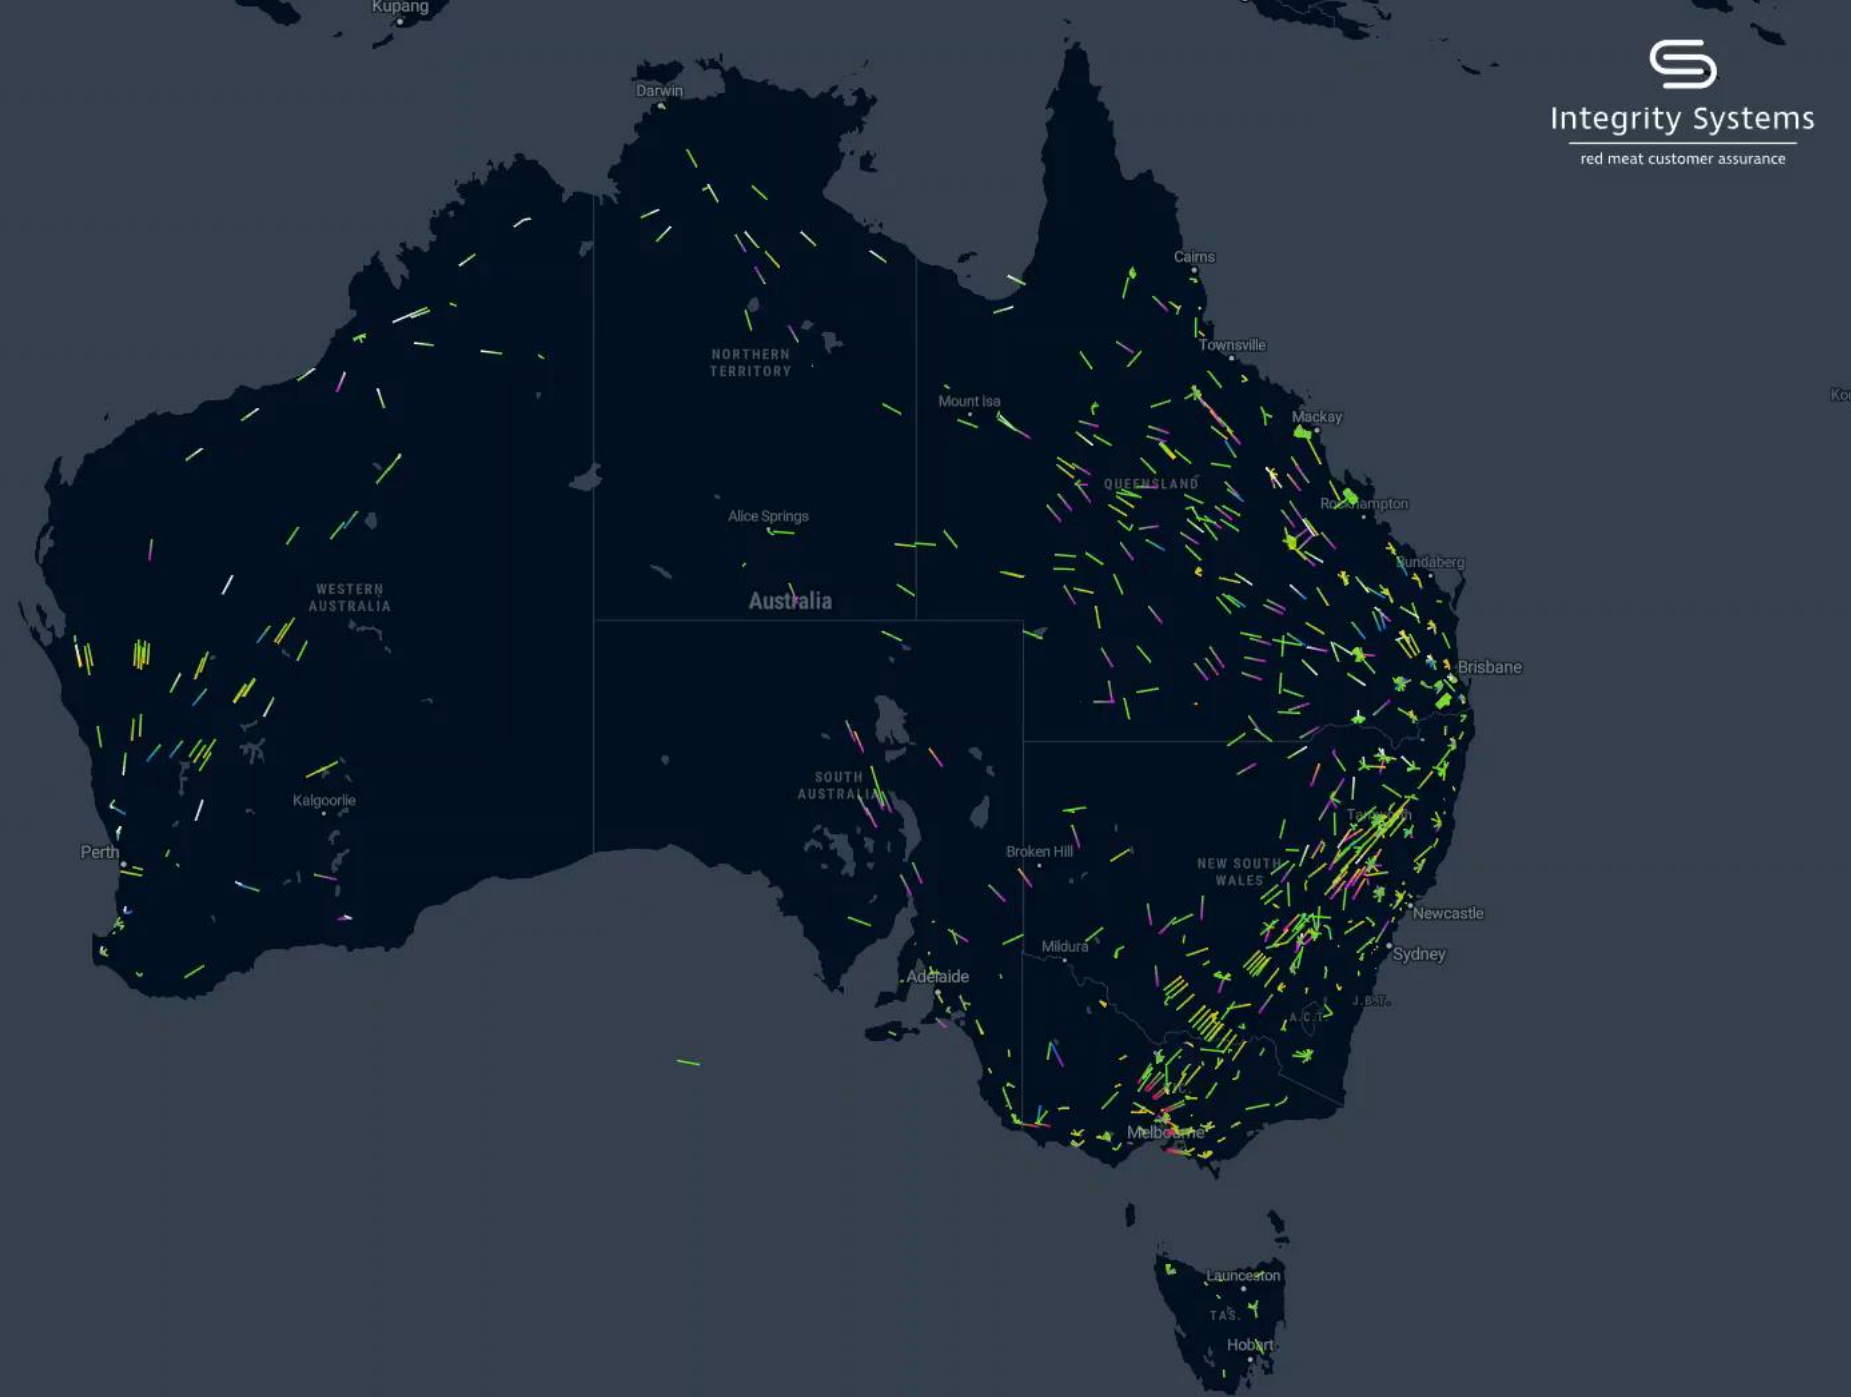 Kupang
Integrity Systems
red meat customer assurance
Darwin
Cairns
Townsville
NORTHERN
TERRITORY
Mount Isa
Mackay
QUEENSLAND
Rockhampton
Alice Springs
Bundaberg
WESTERN
AUSTRALIA
Australia
Brisbane
SOUTH
AUSTRALIA
Kalgoorlie
Tamworth
Perth
Broken Hill
NEW SOUTH
WALES
Newcastle
Mildura
Sydney
Adelaide
J.B.T.
A.C.T.
Melbourne
Launceston
TAS.
Hobart